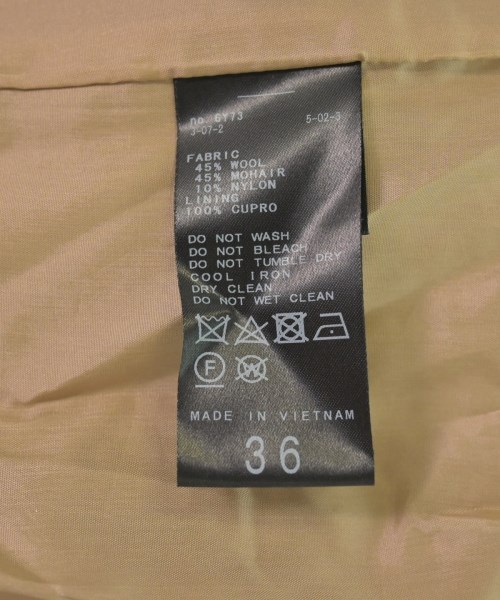 no. 6Y73
3-07-2 5-02-3
FABRIC
45% WOOL
45% MOHAIR
10% NYLON
LINING
100% CUPRO
DO NOT WASH
DO NOT BLEACH
DO NOT TUMBLE DRY
COOL IRON
DRY CLEAN
DO NOT WET CLEAN
F W
MADE IN VIETNAM
36